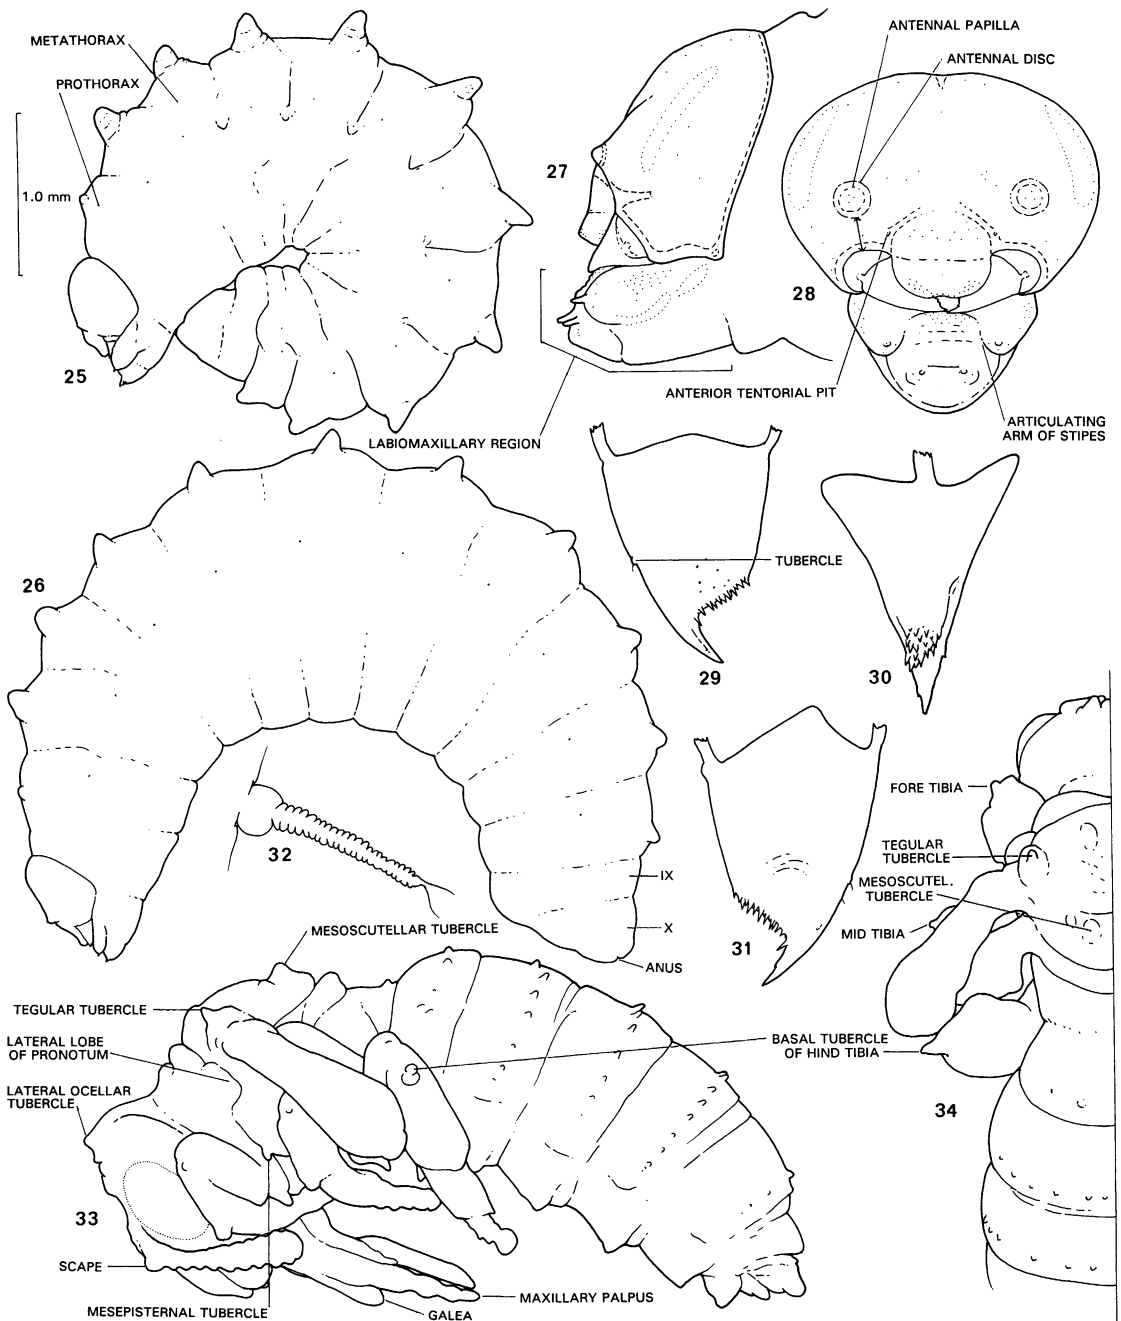 METATHORAX
PROTHORAX
1.0 mm
25
27
ANTENNAL PAPILLA
ANTENNAL DISC
28
ANTERIOR TENTORIAL PIT
LABIOMAXILLARY REGION
ARTICULATING
ARM OF STIPES
26
TUBERCLE
29
30
32
IX
X
ANUS
31
FORE TIBIA
TEGULAR
TUBERCLE
MESOSCUTEL.
TUBERCLE
MID TIBIA
MESOSCUTELLAR TUBERCLE
TEGULAR TUBERCLE
LATERAL LOBE
OF PRONOTUM
LATERAL OCELLAR
TUBERCLE
BASAL TUBERCLE
OF HIND TIBIA
34
33
SCAPE
MESEPISTERNAL TUBERCLE
GALEA
MAXILLARY PALPUS